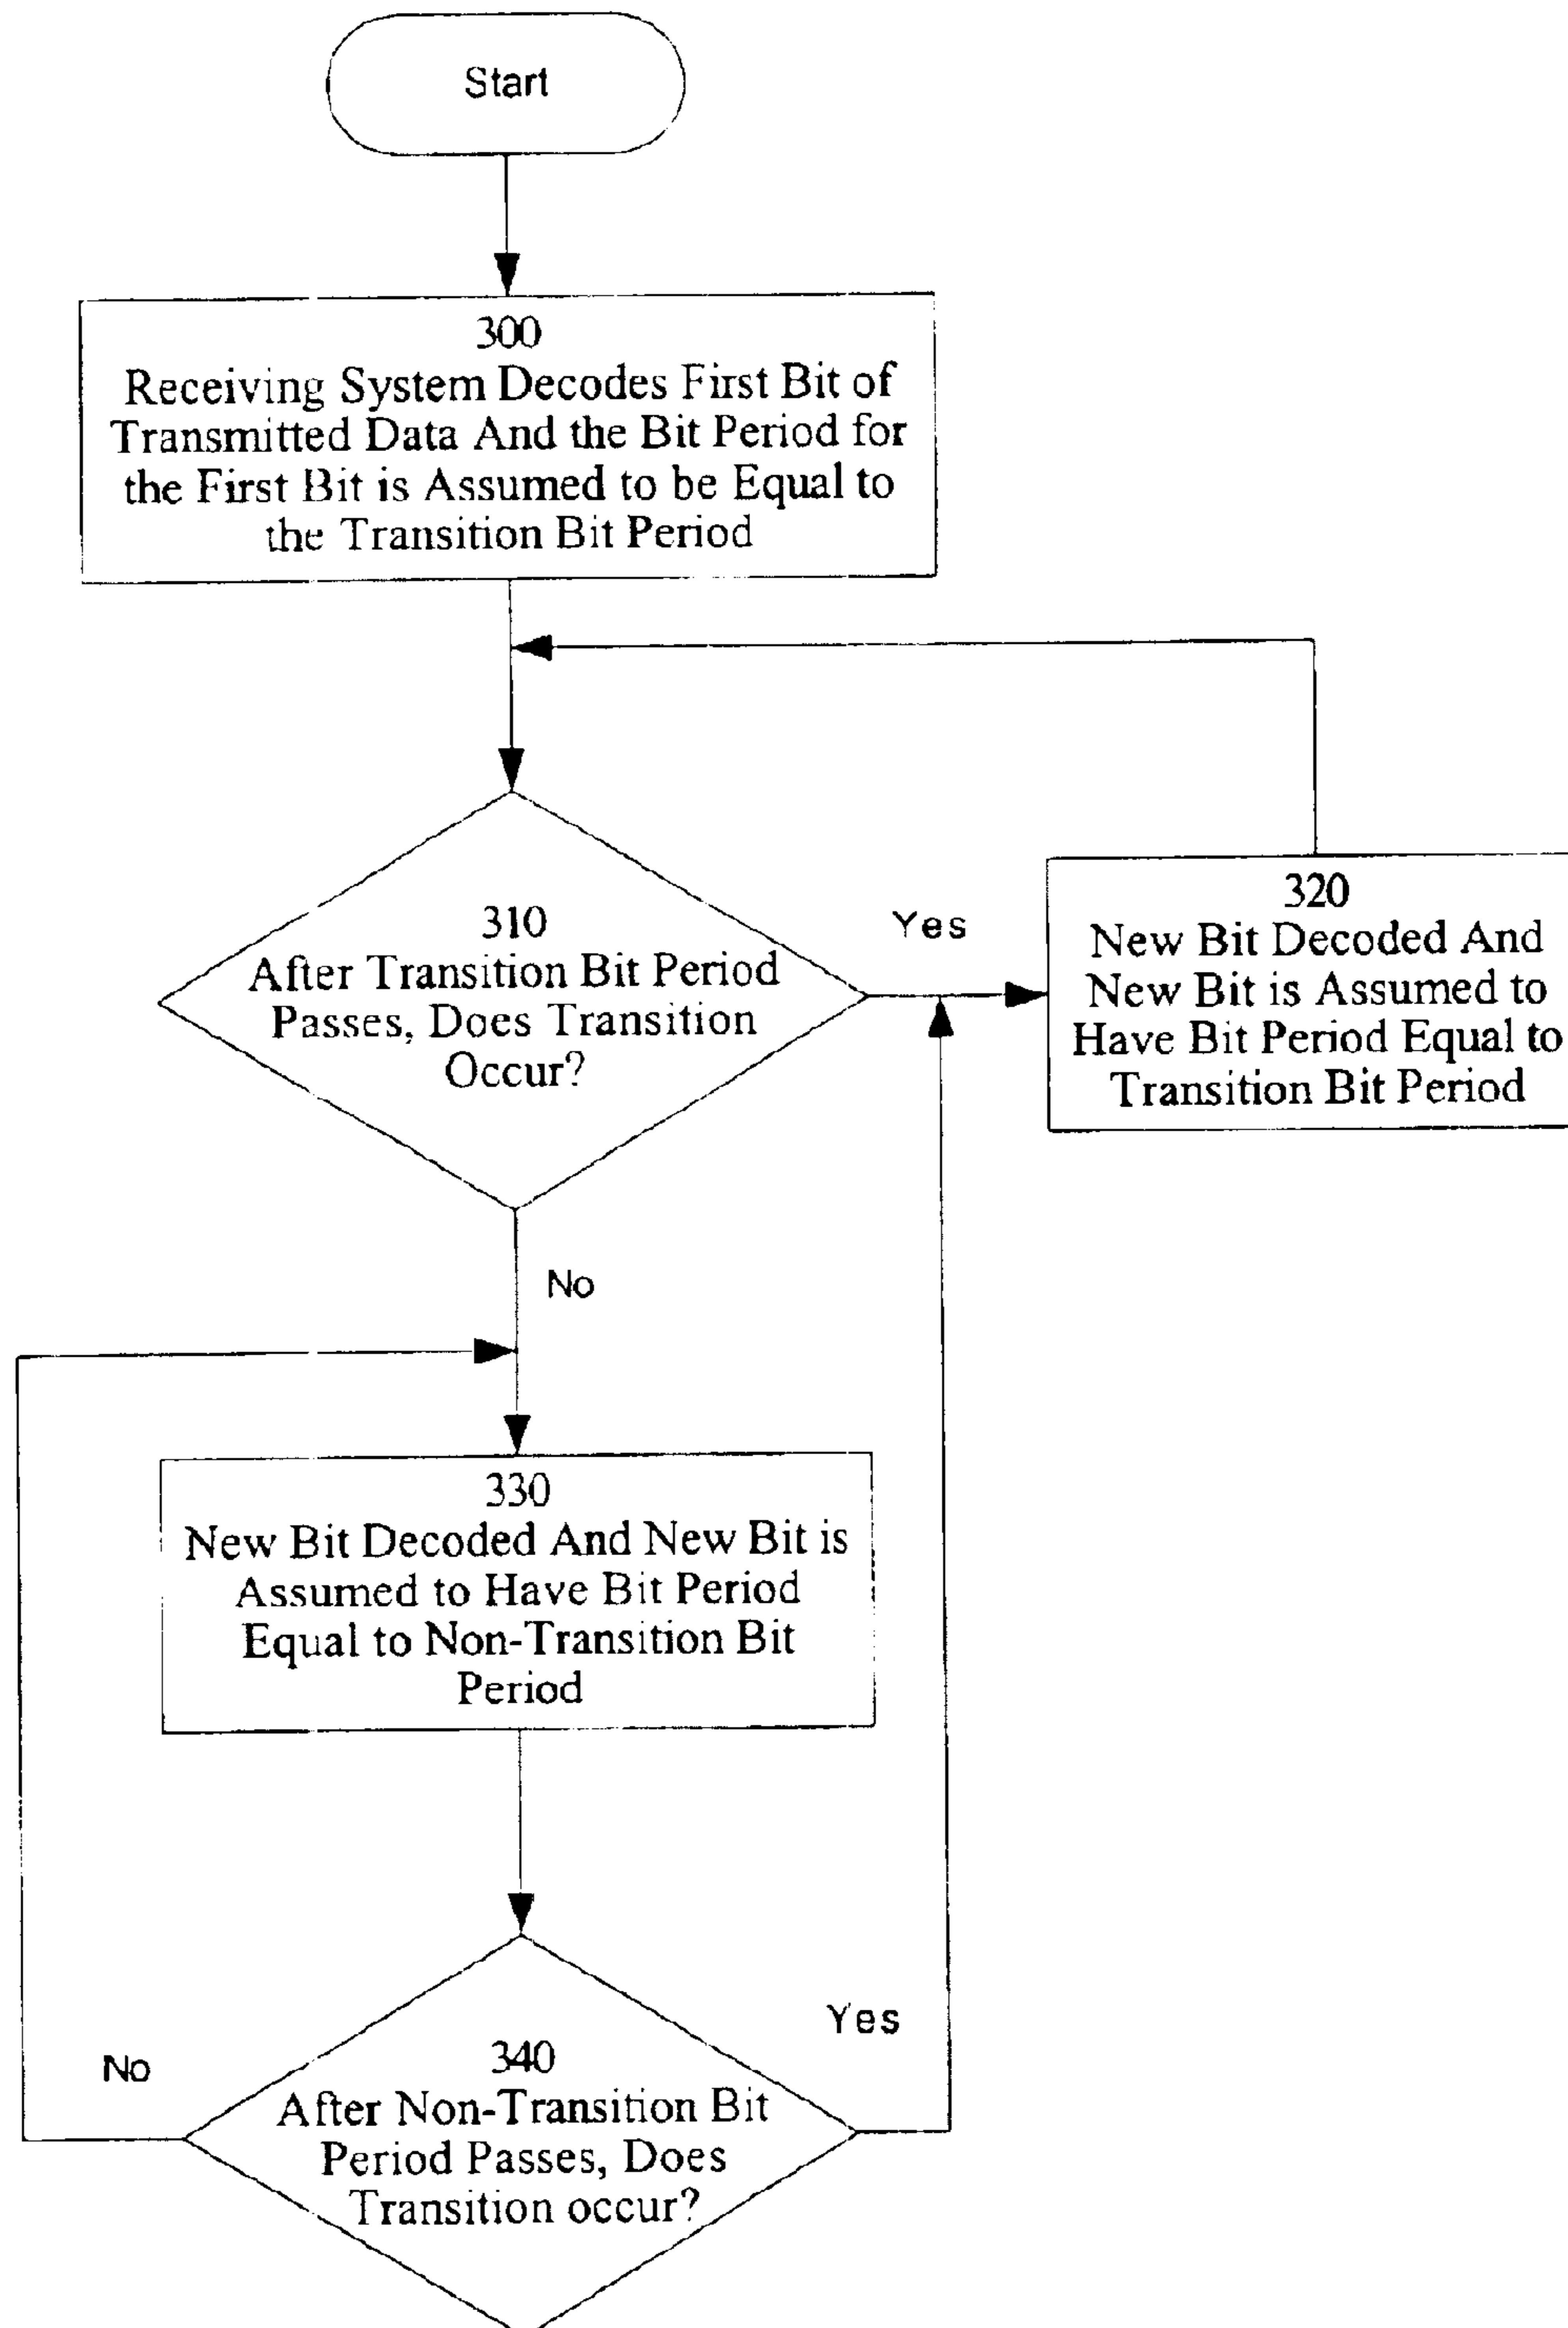 Start
300
Receiving System Decodes First Bit of
Transmitted Data And the Bit Period for
the First Bit is Assumed to be Equal to
the Transition Bit Period
310
After Transition Bit Period
Passes, Does Transition
Occur?
Yes
320
New Bit Decoded And
New Bit is Assumed to
Have Bit Period Equal to
Transition Bit Period
No
330
New Bit Decoded And New Bit is
Assumed to Have Bit Period
Equal to Non-Transition Bit
Period
No
Yes
340
After Non-Transition Bit
Period Passes, Does
Transition occur?